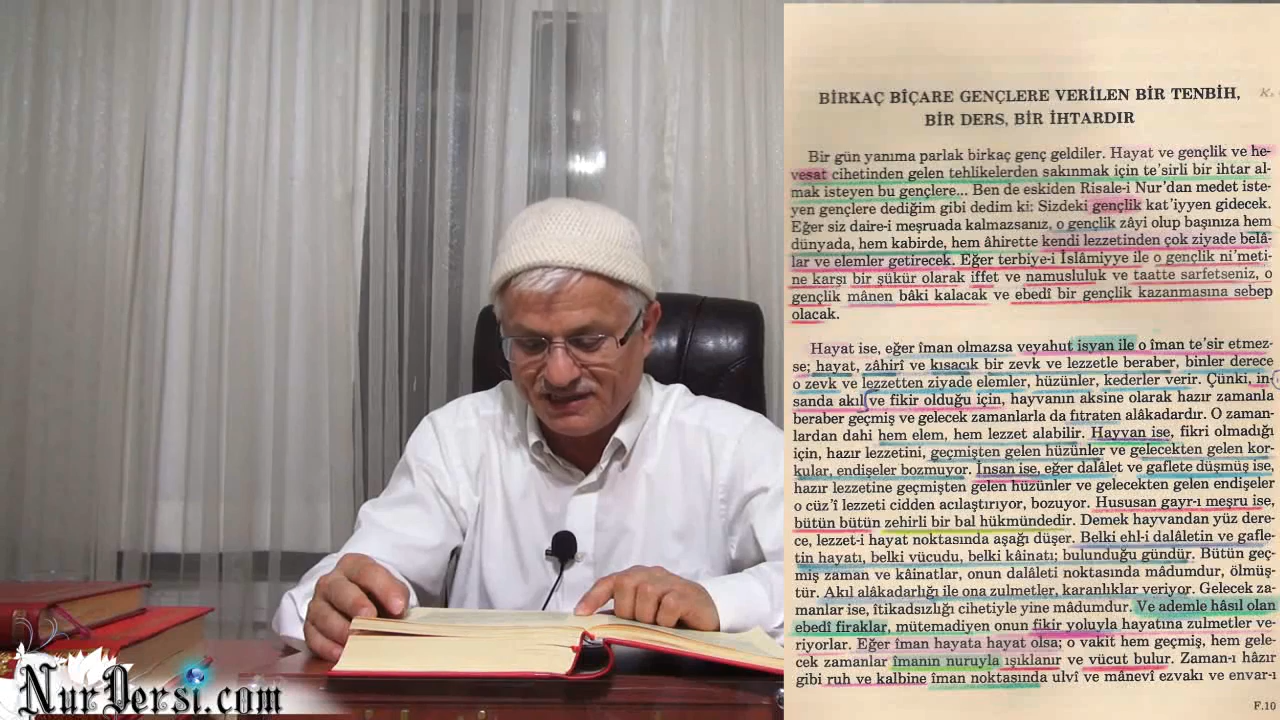 BİRKAÇ BİÇARE GENÇLERE VERİLEN BİR TENBİH,
BİR DERS, BİR İHTARDIR
Bir gün yanıma parlak birkaç genç geldiler. Hayat ve gençlik ve he-
vesat cihetinden gelen tehlikelerden sakınmak için te'sirli bir ihtar al-
mak isteyen bu gençlere... Ben de eskiden Risale-i Nur'dan medet iste-
yen gençlere dediğim gibi dedim ki: Sizdeki gençlik kat'iyyen gidecek.
Eğer siz daire-i meşruada kalmazsanız, o gençlik zâyi olup başınıza hem
dünyada, hem kabirde, hem âhirette kendi lezzetinden çok ziyade belâ-
lar ve elemler getirecek. Eğer terbiye-i İslâmiyye ile o gençlik ni'meti-
ne karşı bir şükür olarak iffet ve namusluluk ve taatte sarfetseniz, o
gençlik mânen bâki kalacak ve ebedî bir gençlik kazanmasına sebep
olacak.
Hayat ise, eğer îman olmazsa veyahut isyan ile o îman te'sir etmez-
se; hayat, zâhirî ve kısacık bir zevk ve lezzetle beraber, binler derece
o zevk ve lezzetten ziyade elemler, hüzünler, kederler verir. Çünki, in-
sanda akıl ve fikir olduğu için, hayvanın aksine olarak hazır zamanla
beraber geçmiş ve gelecek zamanlarla da fıtraten alâkadardır. O zaman-
lardan dahi hem elem, hem lezzet alabilir. Hayvan ise, fikri olmadığı
için, hazır lezzetini, geçmişten gelen hüzünler ve gelecekten gelen kor-
kular, endişeler bozmuyor. İnsan ise, eğer dalâlet ve gaflete düşmüş ise,
hazır lezzetine geçmişten gelen hüzünler ve gelecekten gelen endişeler
o cüz'î lezzeti cidden acılaştırıyor, bozuyor. Hususan gayr-ı meşru ise,
bütün bütün zehirli bir bal hükmündedir. Demek hayvandan yüz dere-
ce, lezzet-i hayat noktasında aşağı düşer. Belki ehl-i dalâletin ve gafle-
tin hayatı, belki vücudu, belki kâinatı; bulunduğu gündür. Bütün geç-
miş zaman ve kâinatlar, onun dalâleti noktasında mâdumdur, ölmüş-
tür. Akıl alâkadarlığı ile ona zulmetler, karanlıklar veriyor. Gelecek za-
manlar ise, îtikadsızlığı cihetiyle yine mâdumdur. Ve ademle hâsıl olan
ebedî firaklar, mütemadiyen onun fikir yoluyla hayatına zulmetler ve-
riyorlar. Eğer îman hayata hayat olsa; o vakit hem geçmiş, hem gele-
cek zamanlar îmanın nuruyla ışıklanır ve vücut bulur. Zaman-ı hâzır
gibi ruh ve kalbine îman noktasında ulvî ve mânevî ezvakı ve envar-ı
F.10
NurDersi.com